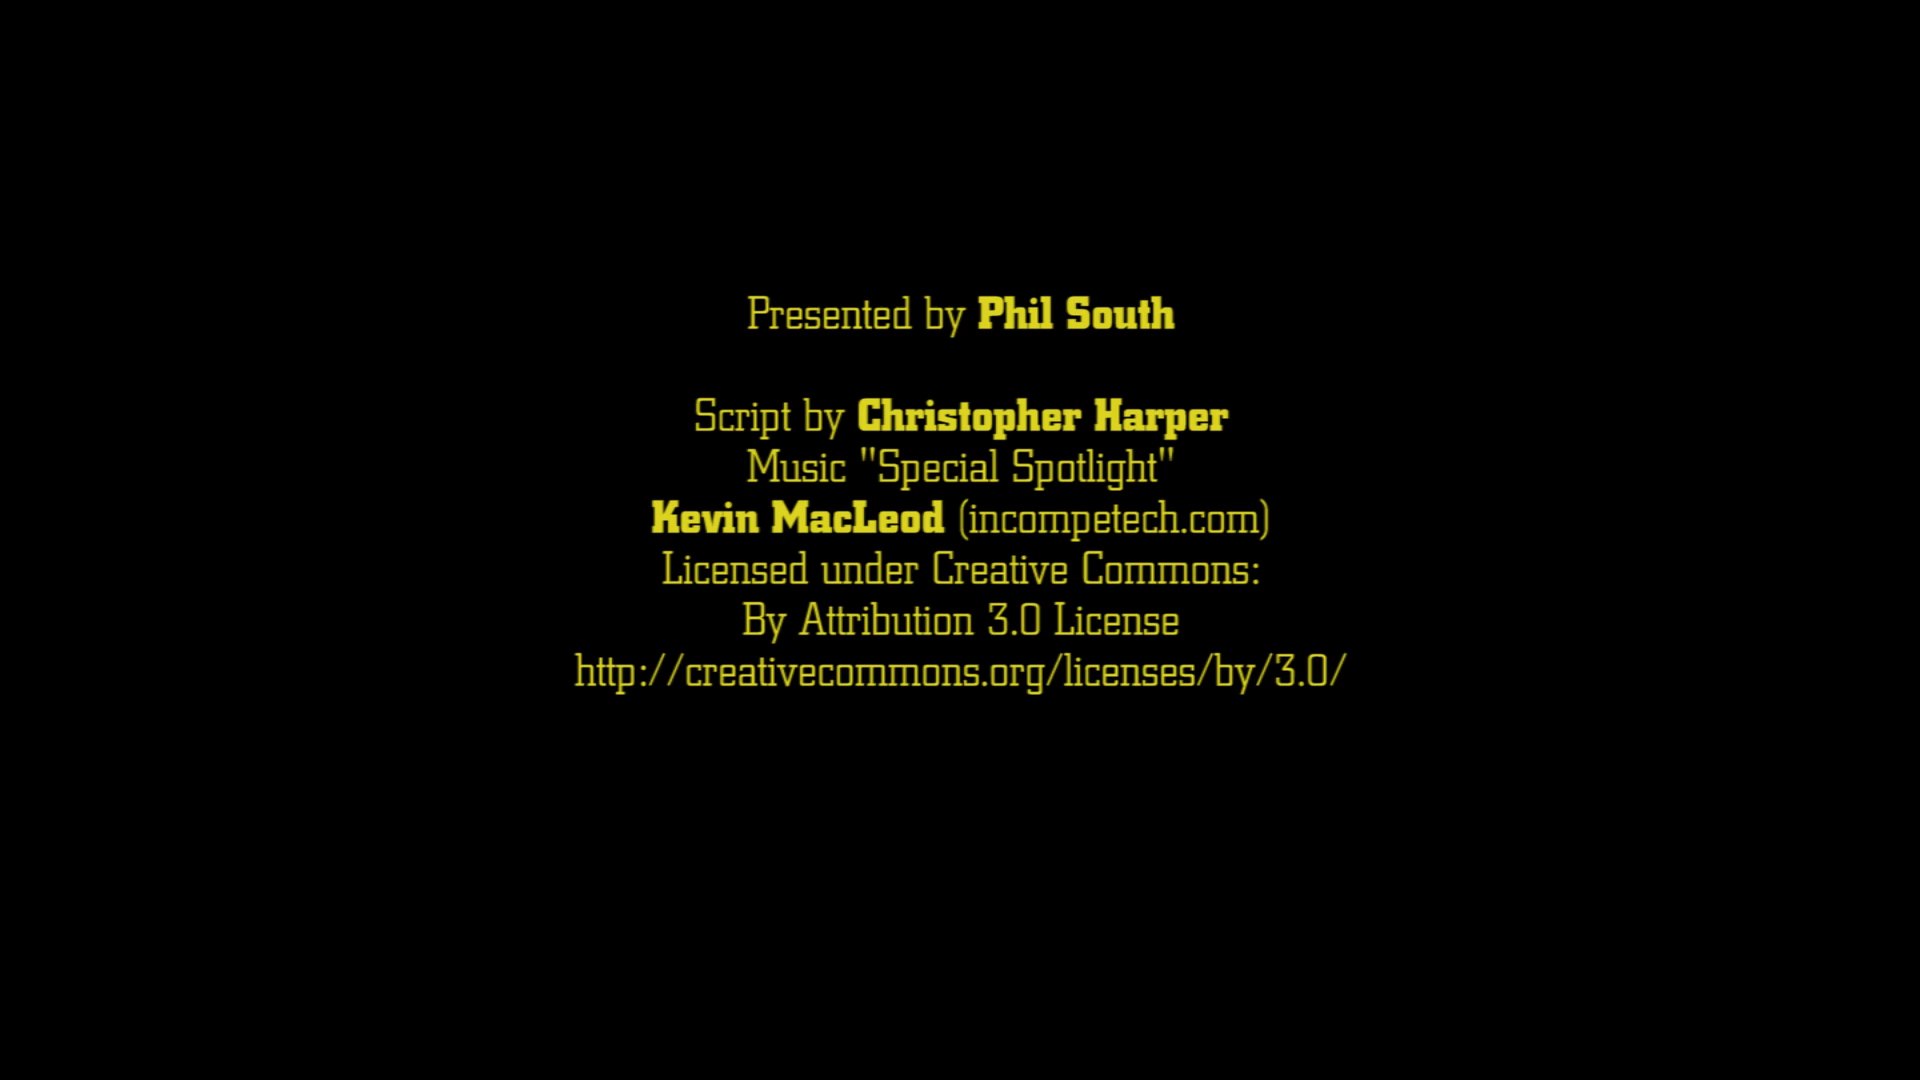 Presented by Phil South
Script by Christopher Harper
Music "Special Spotlight"
Kevin MacLeod (incompetech.com)
Licensed under Creative Commons:
By Attribution 3.0 License
http://creativecommons.org/licenses/by/3.0/